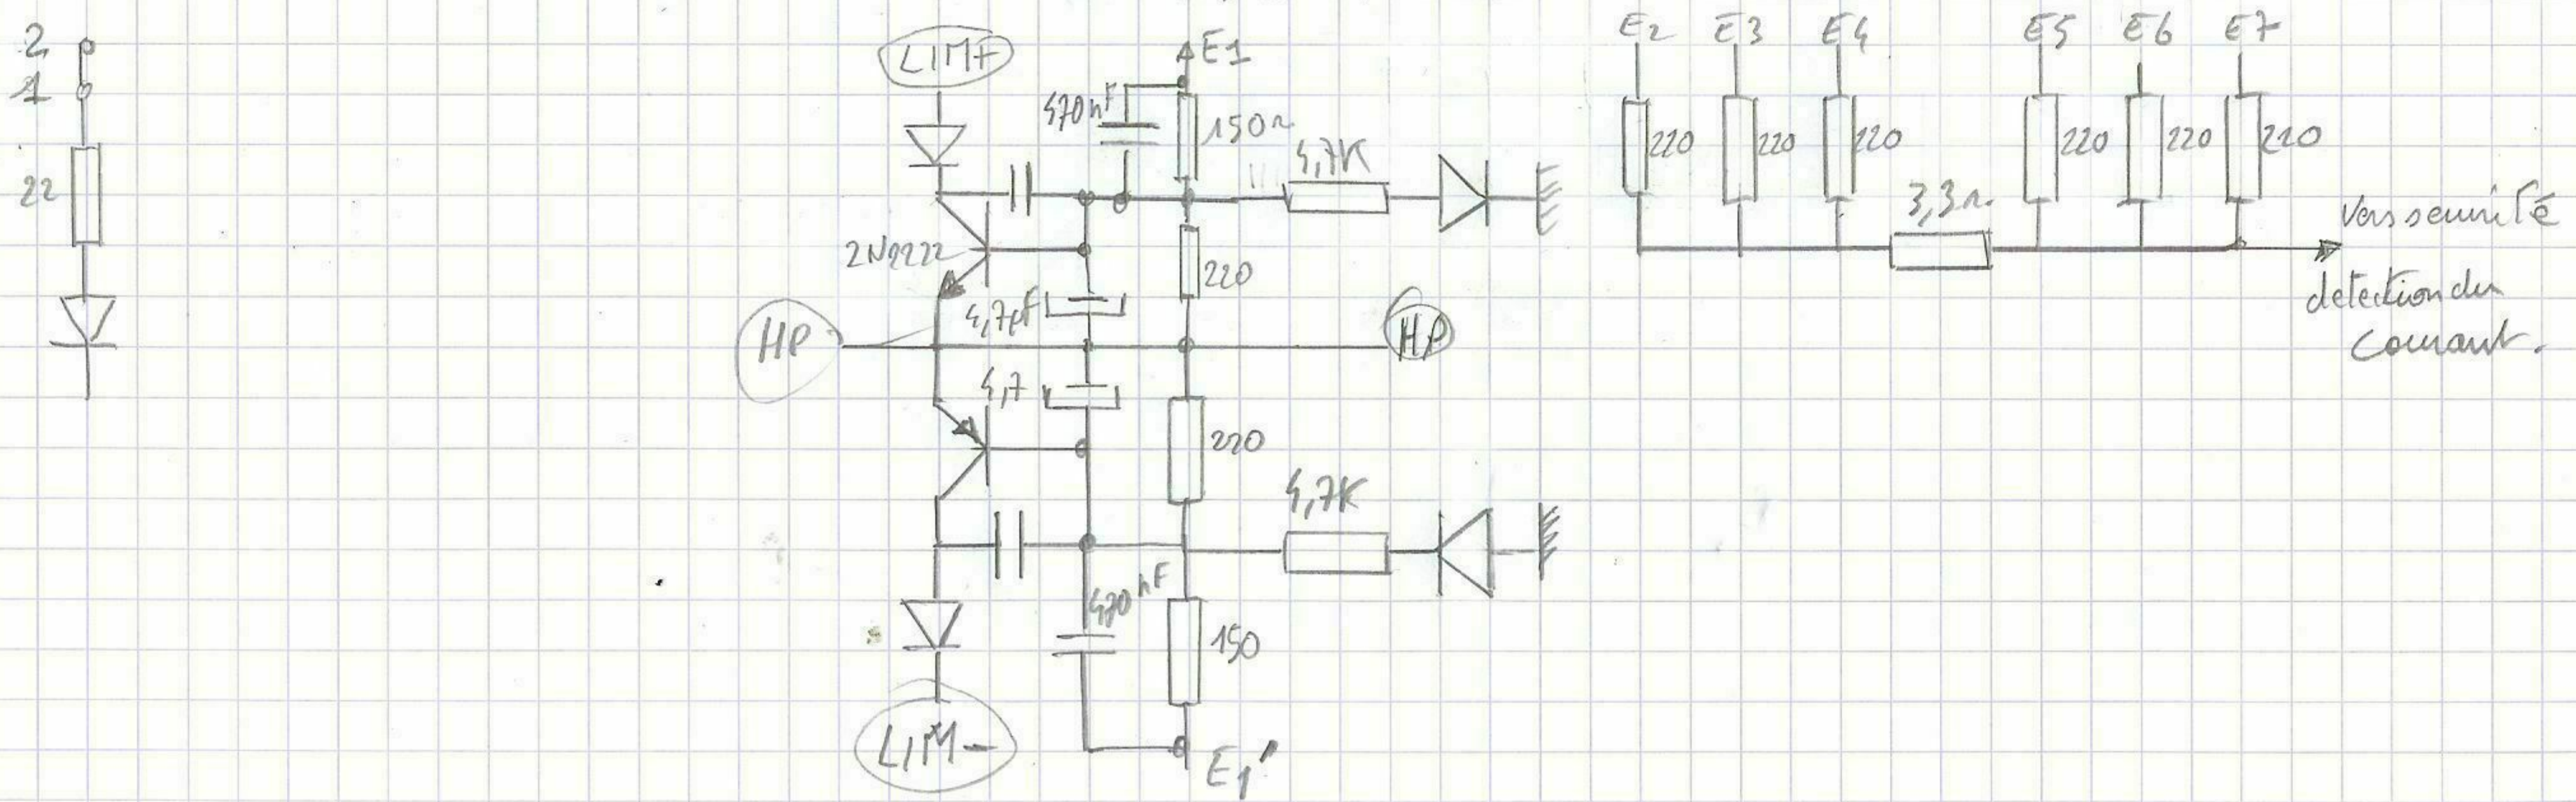 2
1
22
LIM+
E1
470nF
150Ω
4,7K
2N2222
220
4,7µF
HP
HP
4,7
220
4,7K
470nF
150
LIM-
E1'
E2 E3 E4 E5 E6 E7
220 220 220 220 220 220
3,3Ω
Vers sécurité
détection du
courant.